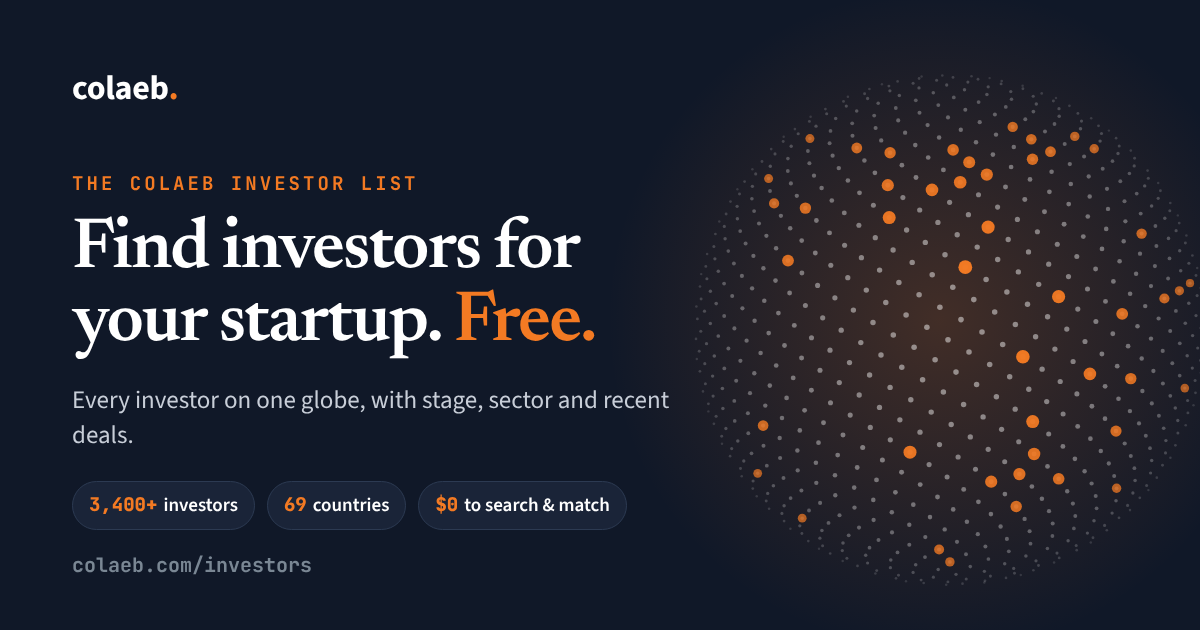 colaeb.
THE COLAEB INVESTOR LIST
Find investors for
your startup. Free.
Every investor on one globe, with stage, sector and recent
deals.
3,400+ investors
69 countries
$0 to search & match
colaeb.com/investors